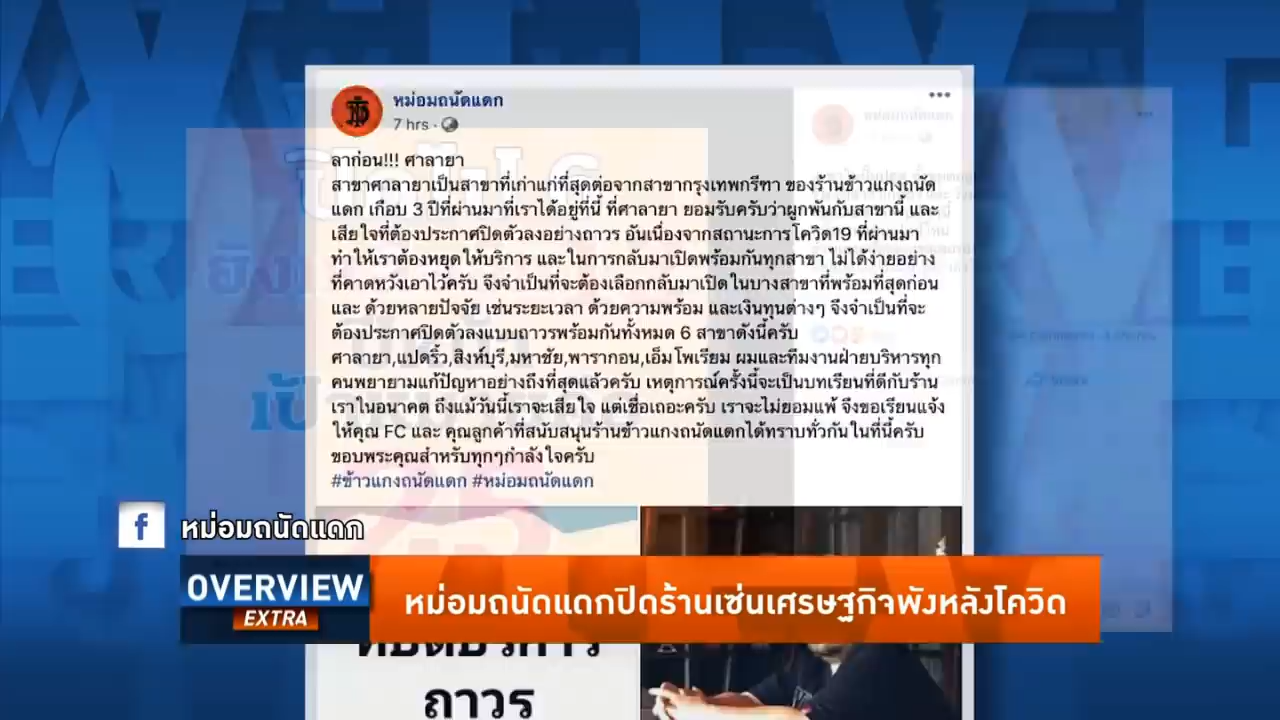 หม่อมถนัดแดก
7 hrs ·
ลาก่อน!!! ศาลายา
สาขาศาลายาเป็นสาขาที่เก่าแก่ที่สุดต่อจากสาขากรุงเทพกรีฑา ของร้านข้าวแกงถนัด
แดก เกือบ 3 ปีที่ผ่านมาที่เราได้อยู่ที่นี้ ที่ศาลายา ยอมรับครับว่าผูกพันกับสาขานี้ และ
เสียใจที่ต้องประกาศปิดตัวลงอย่างถาวร อันเนื่องจากสถานะการโควิด19 ที่ผ่านมา
ทำให้เราต้องหยุดให้บริการ และในการกลับมาเปิดพร้อมกันทุกสาขา ไม่ได้ง่ายอย่าง
ที่คาดหวังเอาไว้ครับ จึงจำเป็นที่จะต้องเลือกกลับมาเปิดในบางสาขาที่พร้อมที่สุดก่อน
และ ด้วยหลายปัจจัย เช่นระยะเวลา ด้วยความพร้อม และเงินทุนต่างๆ จึงจำเป็นที่จะ
ต้องประกาศปิดตัวลงแบบถาวรพร้อมกันทั้งหมด 6 สาขาดังนี้ครับ
ศาลายา,แปดริ้ว,สิงห์บุรี,มหาชัย,พารากอน,เอ็มโพเรียม ผมและทีมงานฝ่ายบริหารทุก
คนพยายามแก้ปัญหาอย่างถึงที่สุดแล้วครับ เหตุการณ์ครั้งนี้จะเป็นบทเรียนที่ดีกับร้าน
เราในอนาคต ถึงแม้วันนี้เราจะเสียใจ แต่เชื่อเถอะครับ เราจะไม่ยอมแพ้ จึงขอเรียนแจ้ง
ให้คุณ FC และ คุณลูกค้าที่สนับสนุนร้านข้าวแกงถนัดแดกได้ทราบทั่วกันในที่นี้ครับ
ขอบพระคุณสำหรับทุกๆกำลังใจครับ
#ข้าวแกงถนัดแดก #หม่อมถนัดแดก
f หม่อมถนัดแดก
OVERVIEW
EXTRA
หม่อมถนัดแดกปิดร้านเซ่นเศรษฐกิจพังหลังโควิด
ถาวร